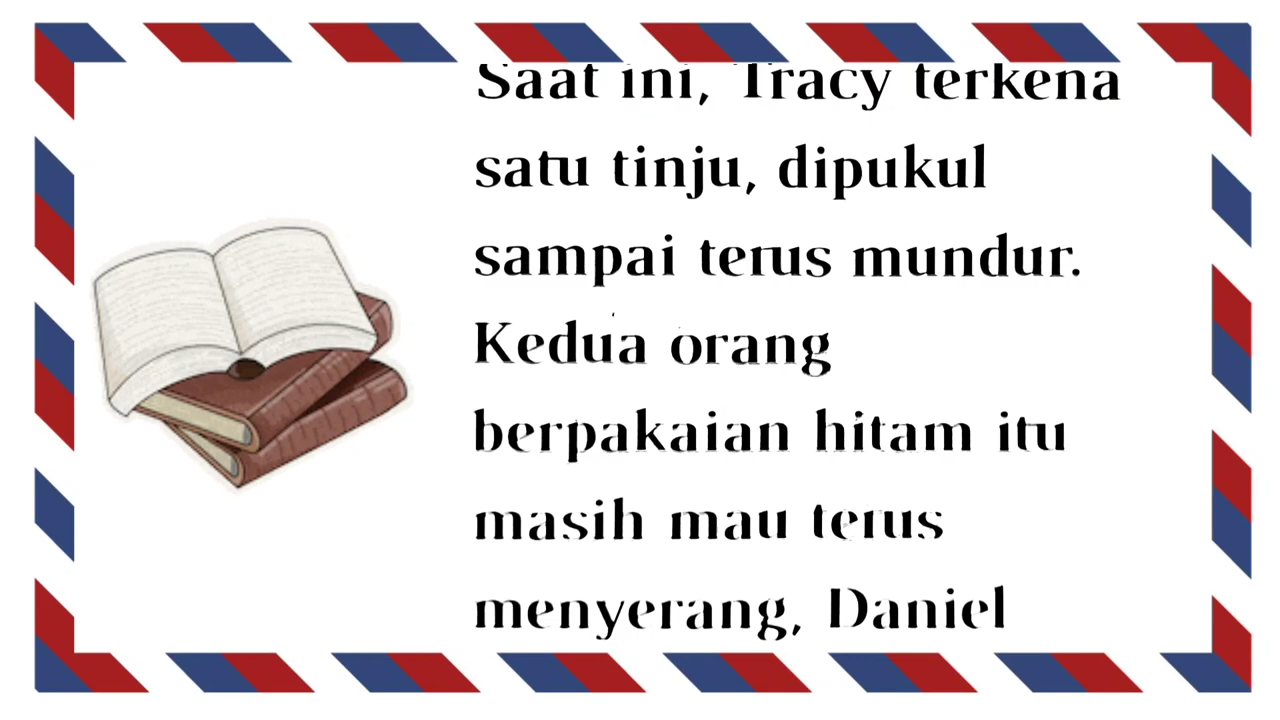 Saat ini, Tracy terkena
satu tinju, dipukul
sampai terus mundur.
Kedua orang
berpakaian hitam itu
masih mau terus
menyerang, Daniel